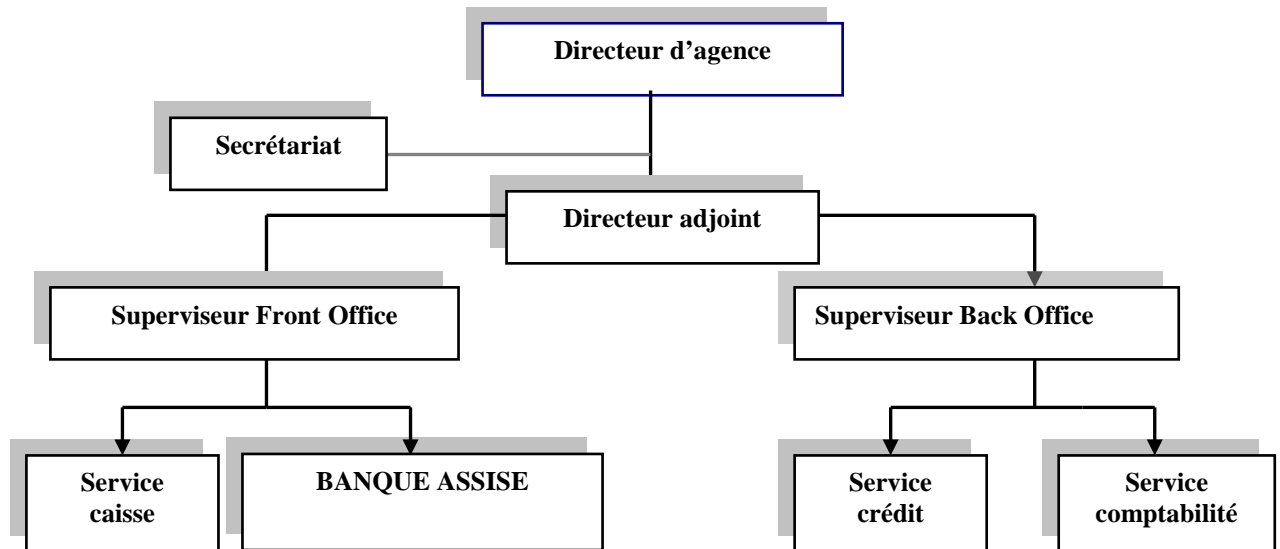 Directeur d’agence
Secrétariat
Directeur adjoint
Superviseur Front Office
Superviseur Back Office
Service
caisse
BANQUE ASSISE
Service
crédit
Service
comptabilité